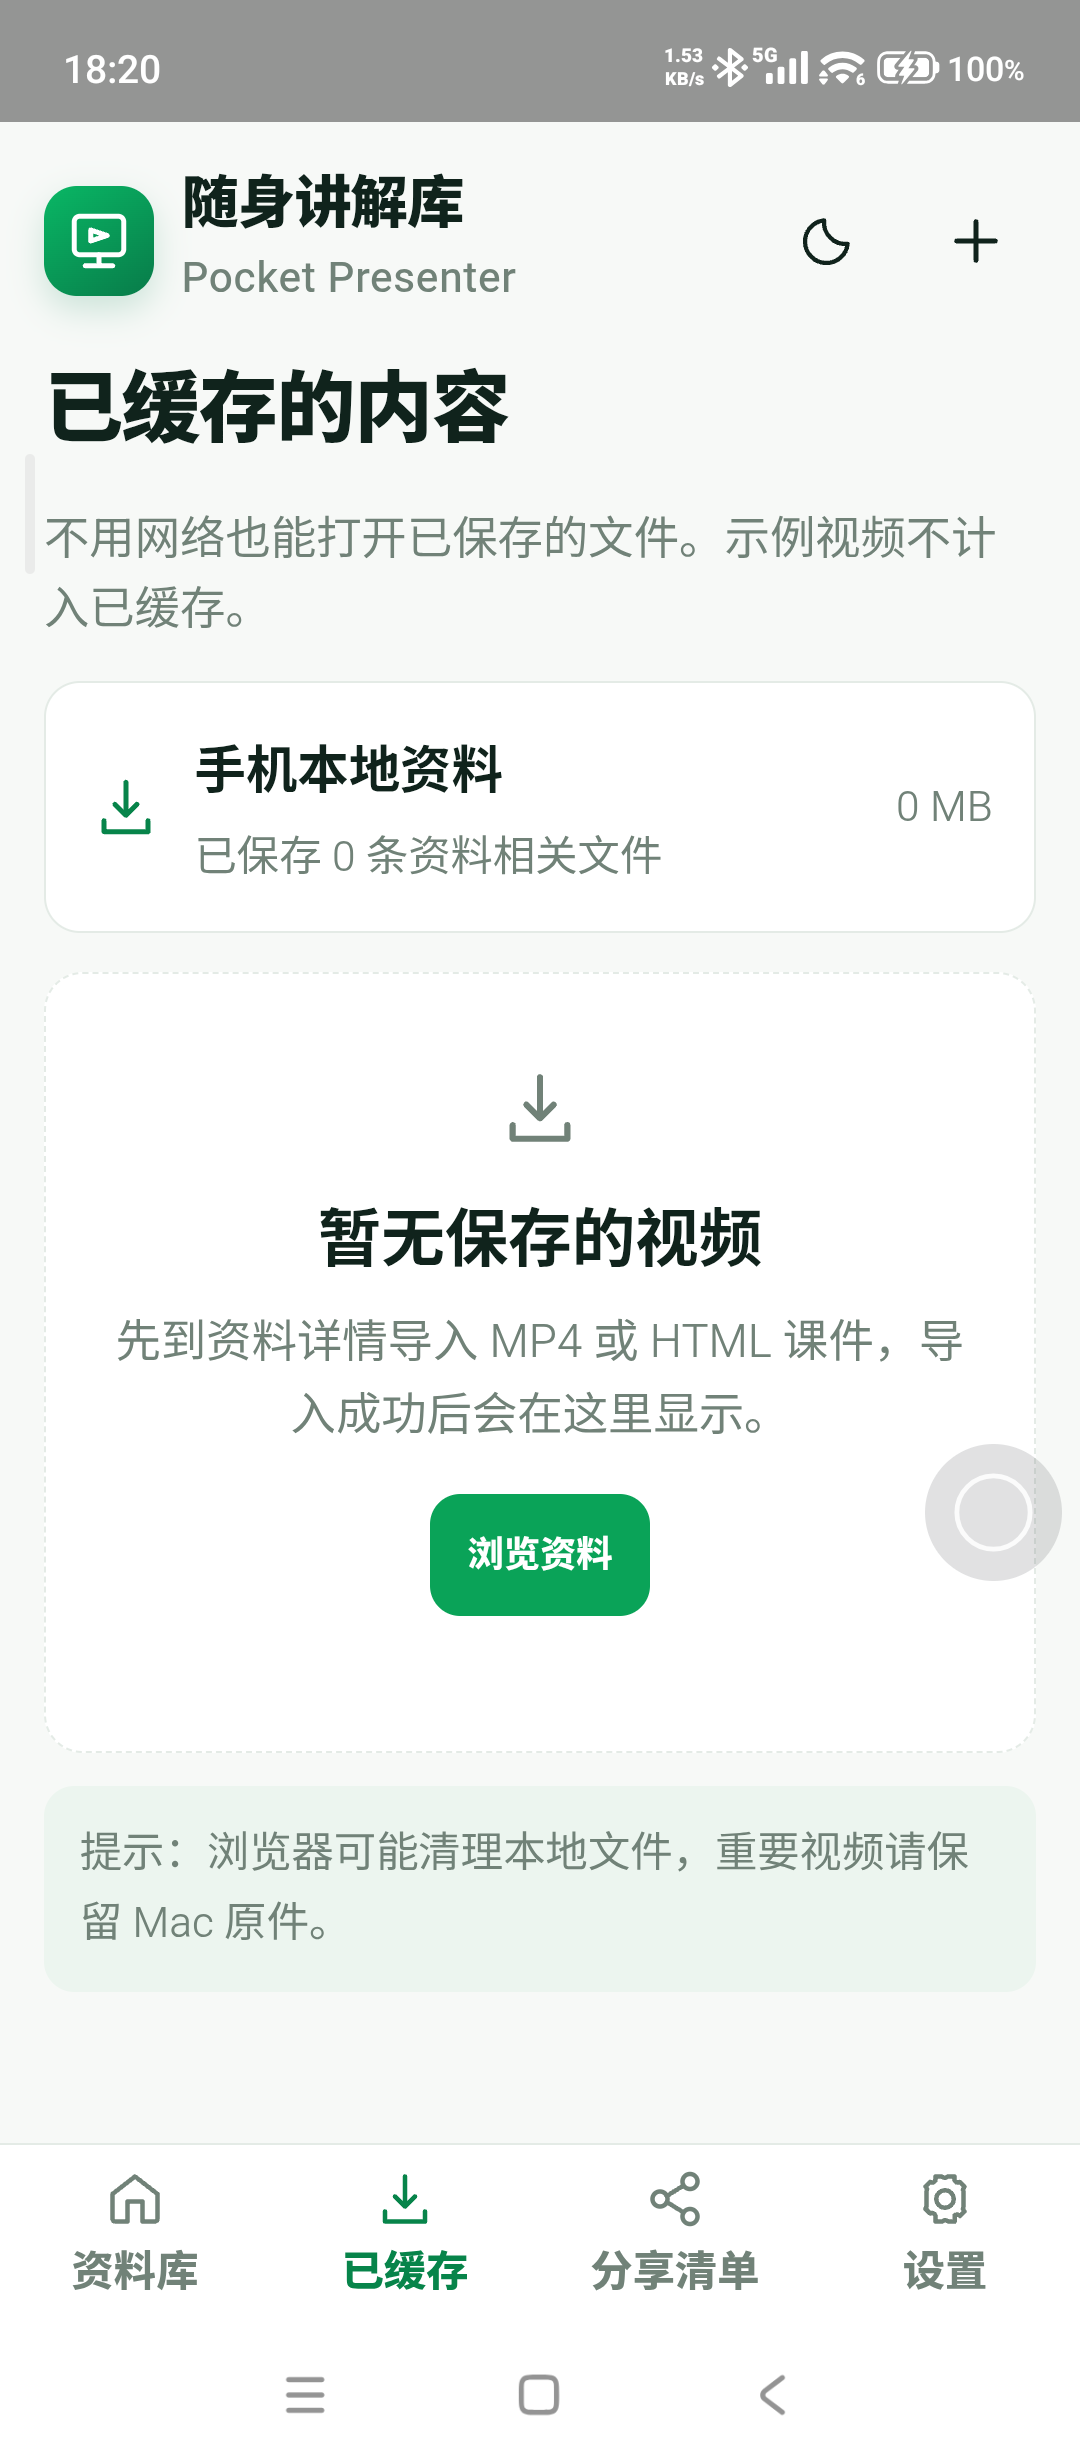 18:20
1.53
KB/s
5G
6
100%
随身讲解库
Pocket Presenter
已缓存的内容
不用网络也能打开已保存的文件。示例视频不计
入已缓存。
手机本地资料
已保存 0 条资料相关文件
0 MB
暂无保存的视频
先到资料详情导入 MP4 或 HTML 课件，导
入成功后会在这里显示。
浏览资料
提示：浏览器可能清理本地文件，重要视频请保
留 Mac 原件。
资料库
已缓存
分享清单
设置